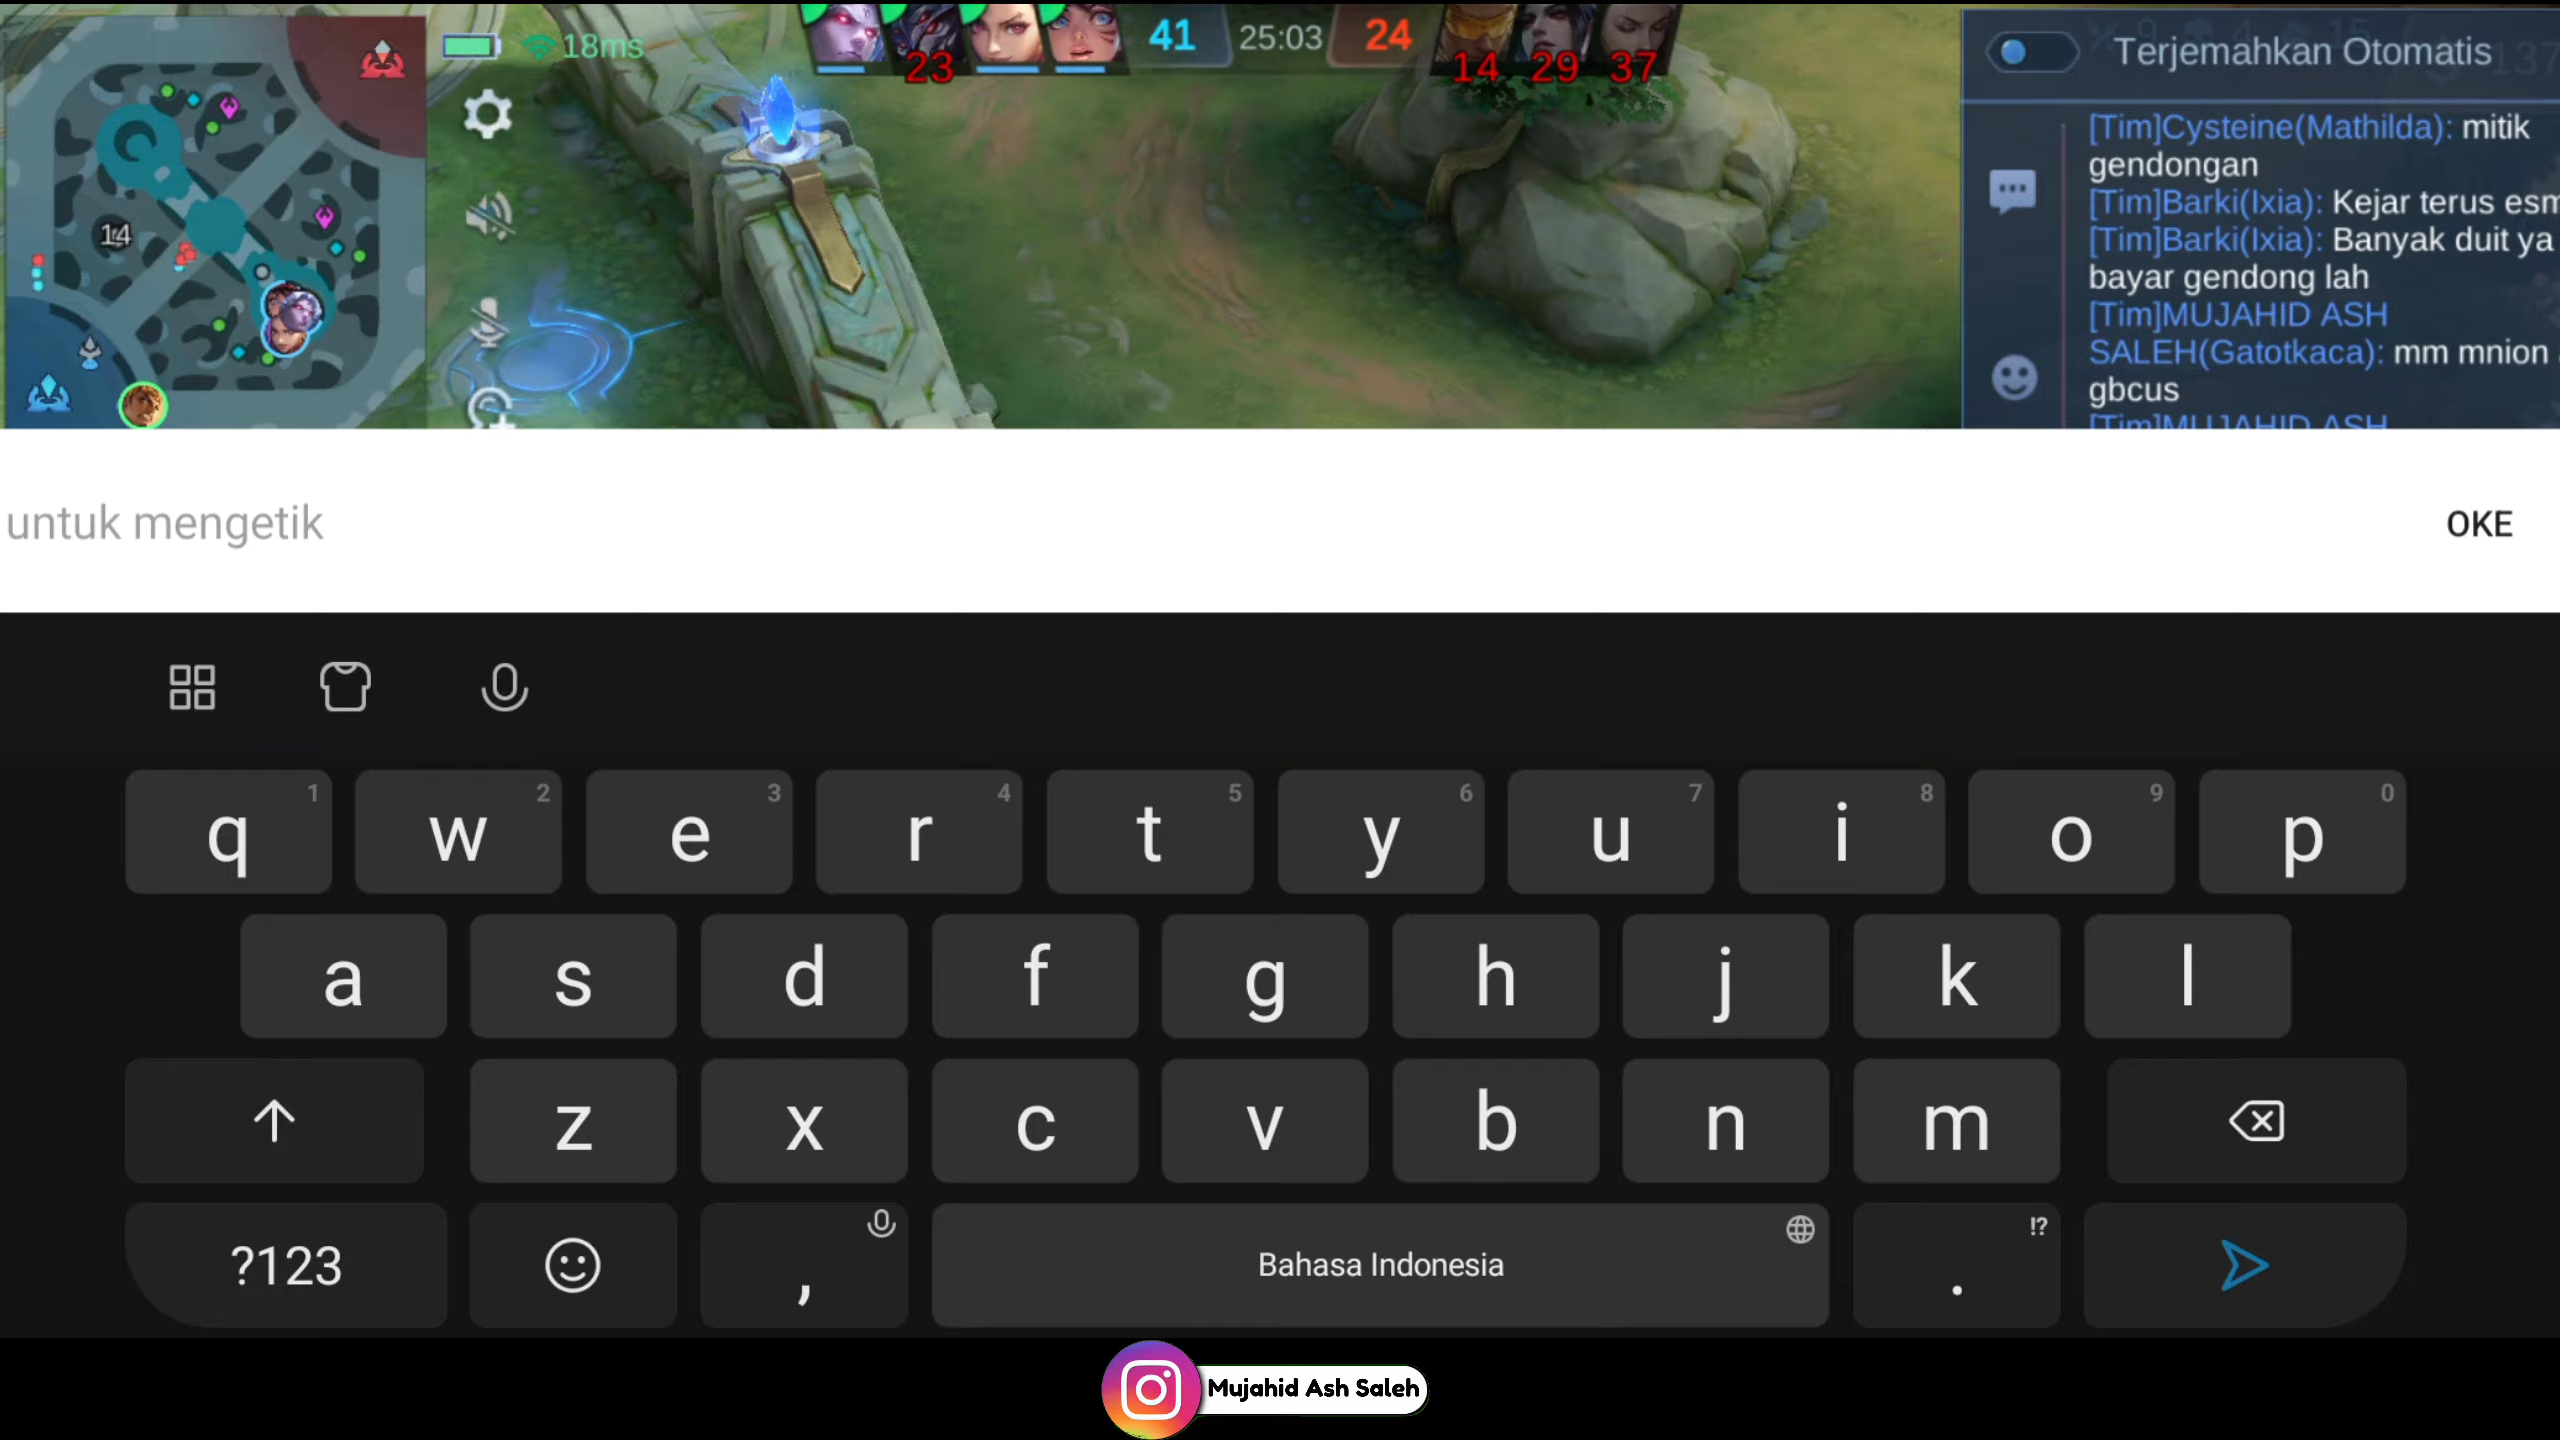 18ms
41
25:03
24
23
14
29
37
14
Terjemahkan Otomatis
[Tim]Cysteine(Mathilda): mitik
gendongan
[Tim]Barki(Ixia): Kejar terus esm
[Tim]Barki(Ixia): Banyak duit ya
bayar gendong lah
[Tim]MUJAHID ASH
SALEH(Gatotkaca): mm mnion
gbcus
[Tim]MUJAHID ASH
untuk mengetik
OKE
q 1 w 2 e 3 r 4 t 5 y 6 u 7 i 8 o 9 p 0
a s d f g h j k l
z x c v b n m
?123 , Bahasa Indonesia . !?
Mujahid Ash Saleh